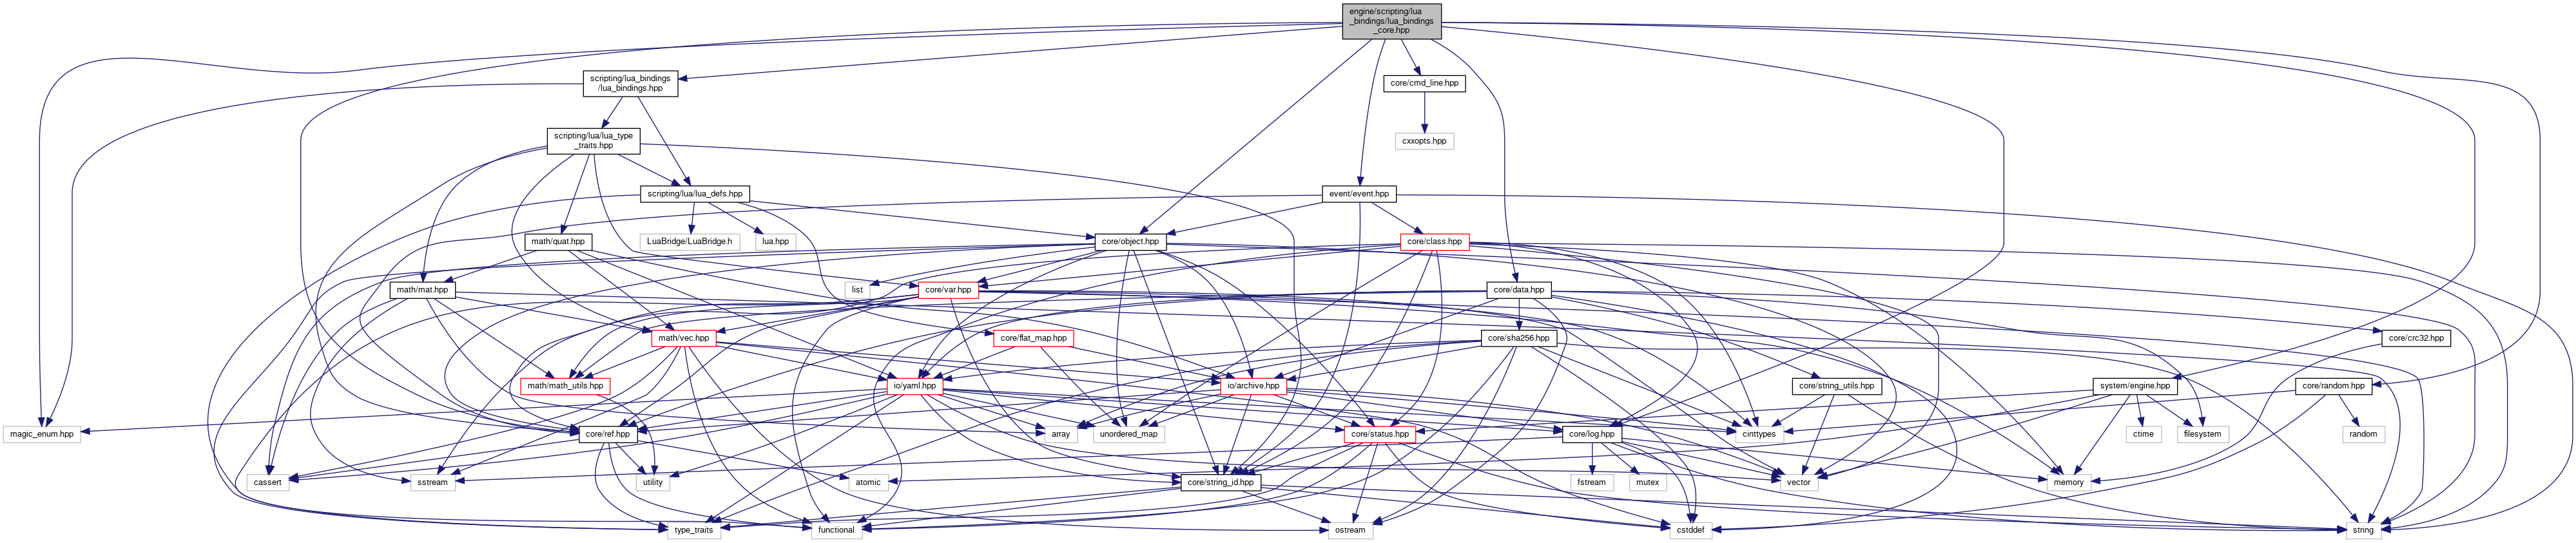 engine/scripting/lua
_bindings/lua_bindings
_core.hpp
scripting/lua_bindings
/lua_bindings.hpp
core/cmd_line.hpp
scripting/lua/lua_type
_traits.hpp
cxxopts.hpp
scripting/lua/lua_defs.hpp
event/event.hpp
math/quat.hpp
LuaBridge/LuaBridge.h
lua.hpp
core/object.hpp
core/class.hpp
math/mat.hpp
list
core/var.hpp
core/data.hpp
math/vec.hpp
core/flat_map.hpp
core/sha256.hpp
core/crc32.hpp
math/math_utils.hpp
io/yaml.hpp
io/archive.hpp
core/string_utils.hpp
system/engine.hpp
core/random.hpp
magic_enum.hpp
core/ref.hpp
array
unordered_map
core/status.hpp
core/log.hpp
cinttypes
ctime
filesystem
random
cassert
sstream
utility
atomic
core/string_id.hpp
fstream
mutex
vector
memory
type_traits
functional
ostream
cstddef
string